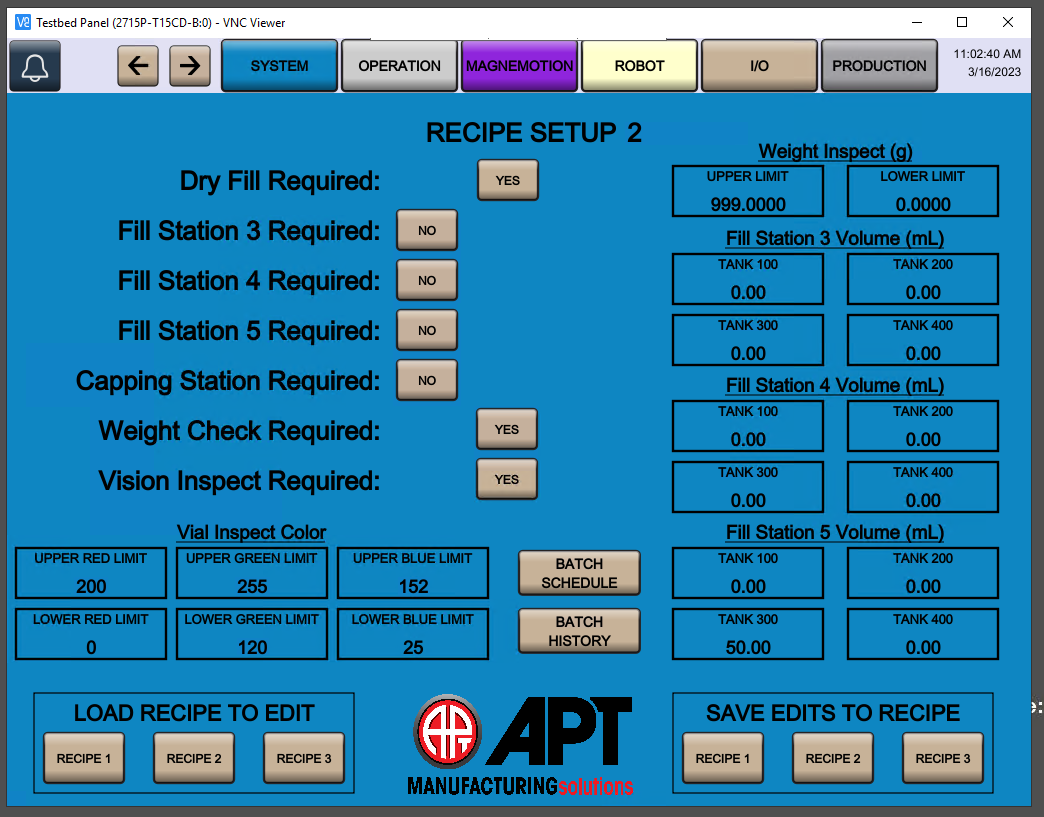 Testbed Panel (2715P-T15CD-B:0) - VNC Viewer
SYSTEM
OPERATION
MAGNEMOTION
ROBOT
I/O
PRODUCTION
11:02:40 AM
3/16/2023
RECIPE SETUP 2
Dry Fill Required:
YES
Fill Station 3 Required:
NO
Fill Station 4 Required:
NO
Fill Station 5 Required:
NO
Capping Station Required:
NO
Weight Check Required:
YES
Vision Inspect Required:
YES
Weight Inspect (g)
UPPER LIMIT
999.0000
LOWER LIMIT
0.0000
Fill Station 3 Volume (mL)
TANK 100
0.00
TANK 200
0.00
TANK 300
0.00
TANK 400
0.00
Fill Station 4 Volume (mL)
TANK 100
0.00
TANK 200
0.00
TANK 300
0.00
TANK 400
0.00
Fill Station 5 Volume (mL)
TANK 100
0.00
TANK 200
0.00
TANK 300
50.00
TANK 400
0.00
Vial Inspect Color
UPPER RED LIMIT
200
UPPER GREEN LIMIT
255
UPPER BLUE LIMIT
152
LOWER RED LIMIT
0
LOWER GREEN LIMIT
120
LOWER BLUE LIMIT
25
BATCH
SCHEDULE
BATCH
HISTORY
LOAD RECIPE TO EDIT
RECIPE 1
RECIPE 2
RECIPE 3
APT
APT
MANUFACTURINGsolutions
SAVE EDITS TO RECIPE
RECIPE 1
RECIPE 2
RECIPE 3